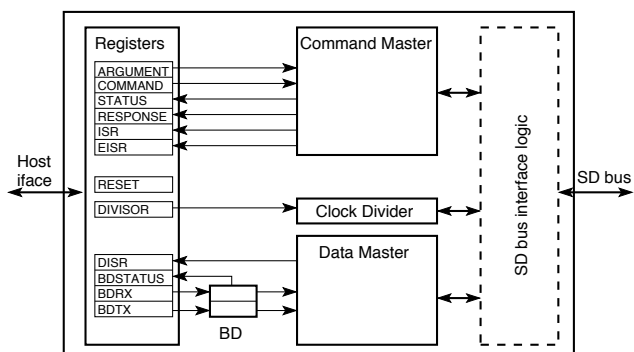 Registers
Command Master
ARGUMENT
COMMAND
STATUS
RESPONSE
ISR
EISR
Host
iface
RESET
DIVISOR
Clock Divider
SD bus interface logic
SD bus
Data Master
DISR
BDSTATUS
BDRX
BDTX
BD